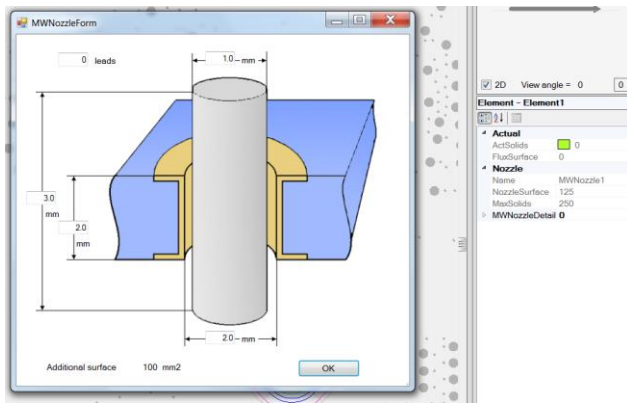 MWNozzleForm
0 leads
1.0 mm
3.0
mm
2.0
mm
2.0 mm
Additional surface 100 mm2
OK
2D View angle = 0 0
Element - Element1
Actual
ActSolids 0
FluxSurface 0
Nozzle
Name MWNozzle1
NozzleSurface 125
MaxSolids 250
MWNozzleDetail 0